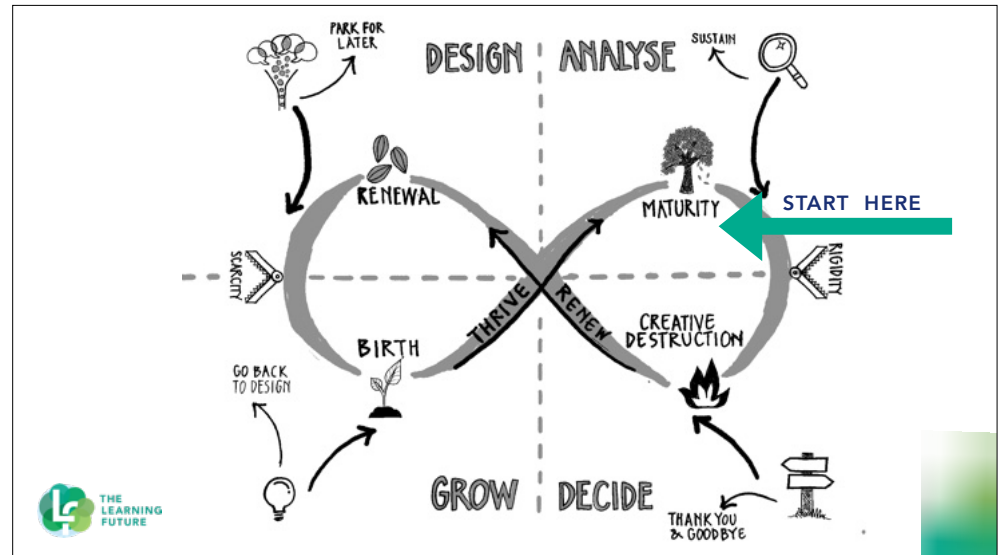 PARK FOR
LATER
DESIGN
ANALYSE
SUSTAIN
RENEWAL
MATURITY
START HERE
SCARCITY
RIGIDITY
THRIVE
RENEW
BIRTH
CREATIVE
DESTRUCTION
GO BACK
TO DESIGN
GROW
DECIDE
THANK YOU
& GOODBYE
LF
THE
LEARNING
FUTURE